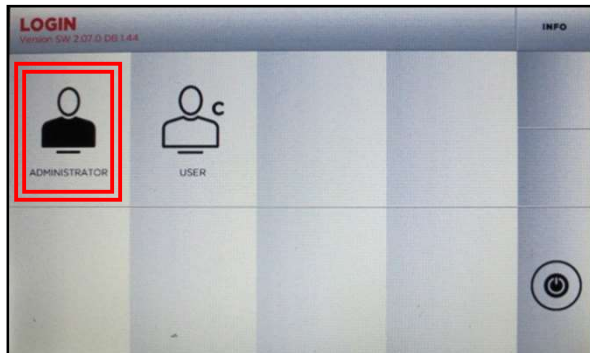 LOGIN
INFO
Version SW 2.07.0 DB.1.44
C
ADMINISTRATOR
USER